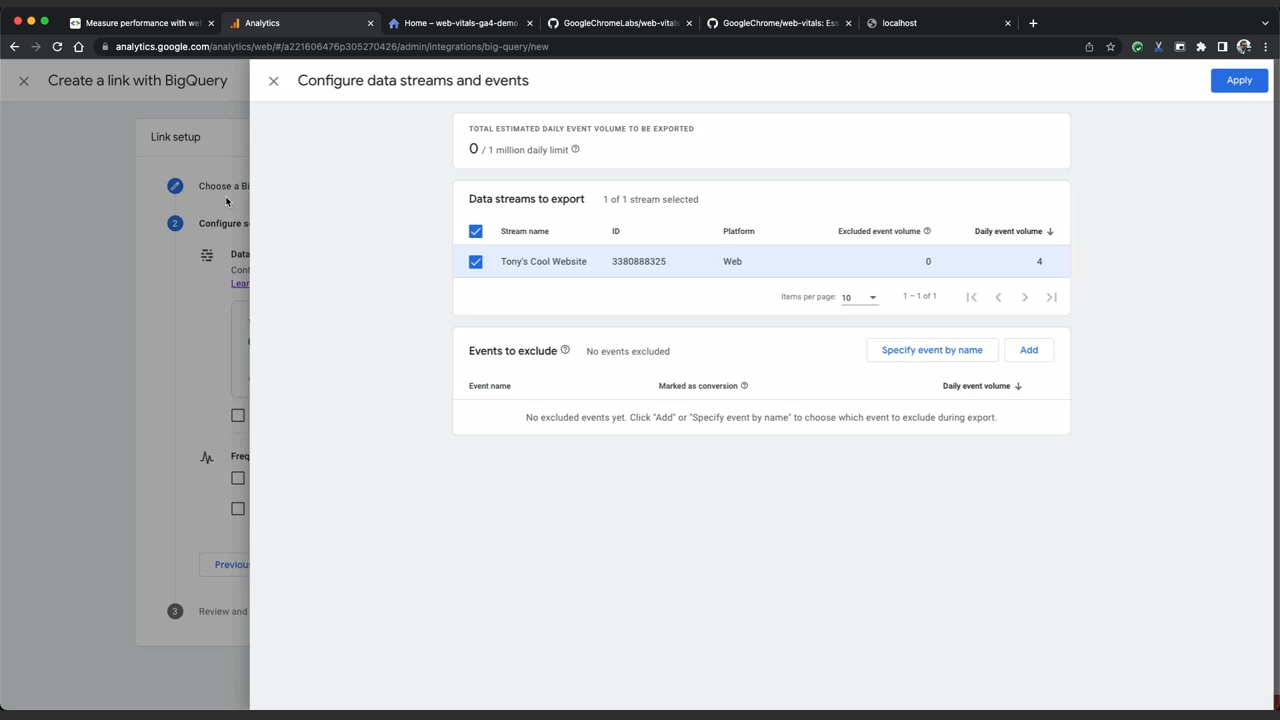 Measure performance with web
Analytics
Home – web-vitals-ga4-demo
GoogleChromeLabs/web-vitals
GoogleChrome/web-vitals: Ess
localhost
analytics.google.com/analytics/web/#/a221606476p305270426/admin/integrations/big-query/new
Create a link with BigQuery
Configure data streams and events
Apply
Link setup
TOTAL ESTIMATED DAILY EVENT VOLUME TO BE EXPORTED
0 / 1 million daily limit
Choose a Bi
2 Configure se
Data
Conf
Lear
Data streams to export 1 of 1 stream selected
Stream name ID Platform Excluded event volume Daily event volume
Tony's Cool Website 3380888325 Web 0 4
Items per page: 10 1 – 1 of 1
Events to exclude No events excluded Specify event by name Add
Event name Marked as conversion Daily event volume
No excluded events yet. Click "Add" or "Specify event by name" to choose which event to exclude during export.
Freq
Previous
3 Review and